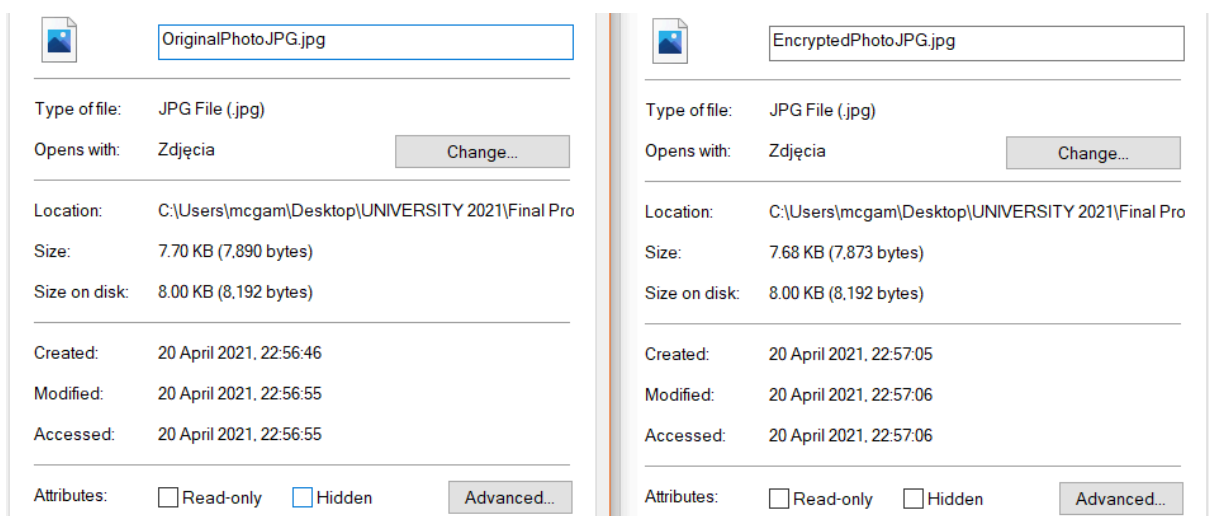 OriginalPhotoJPG.jpg
Type of file: JPG File (.jpg)
Opens with: Zdjęcia Change...
Location: C:\Users\mcgam\Desktop\UNIVERSITY 2021\Final Pro
Size: 7.70 KB (7,890 bytes)
Size on disk: 8.00 KB (8,192 bytes)
Created: 20 April 2021, 22:56:46
Modified: 20 April 2021, 22:56:55
Accessed: 20 April 2021, 22:56:55
Attributes: Read-only Hidden Advanced...
EncryptedPhotoJPG.jpg
Type of file: JPG File (.jpg)
Opens with: Zdjęcia Change...
Location: C:\Users\mcgam\Desktop\UNIVERSITY 2021\Final Pro
Size: 7.68 KB (7,873 bytes)
Size on disk: 8.00 KB (8,192 bytes)
Created: 20 April 2021, 22:57:05
Modified: 20 April 2021, 22:57:06
Accessed: 20 April 2021, 22:57:06
Attributes: Read-only Hidden Advanced...